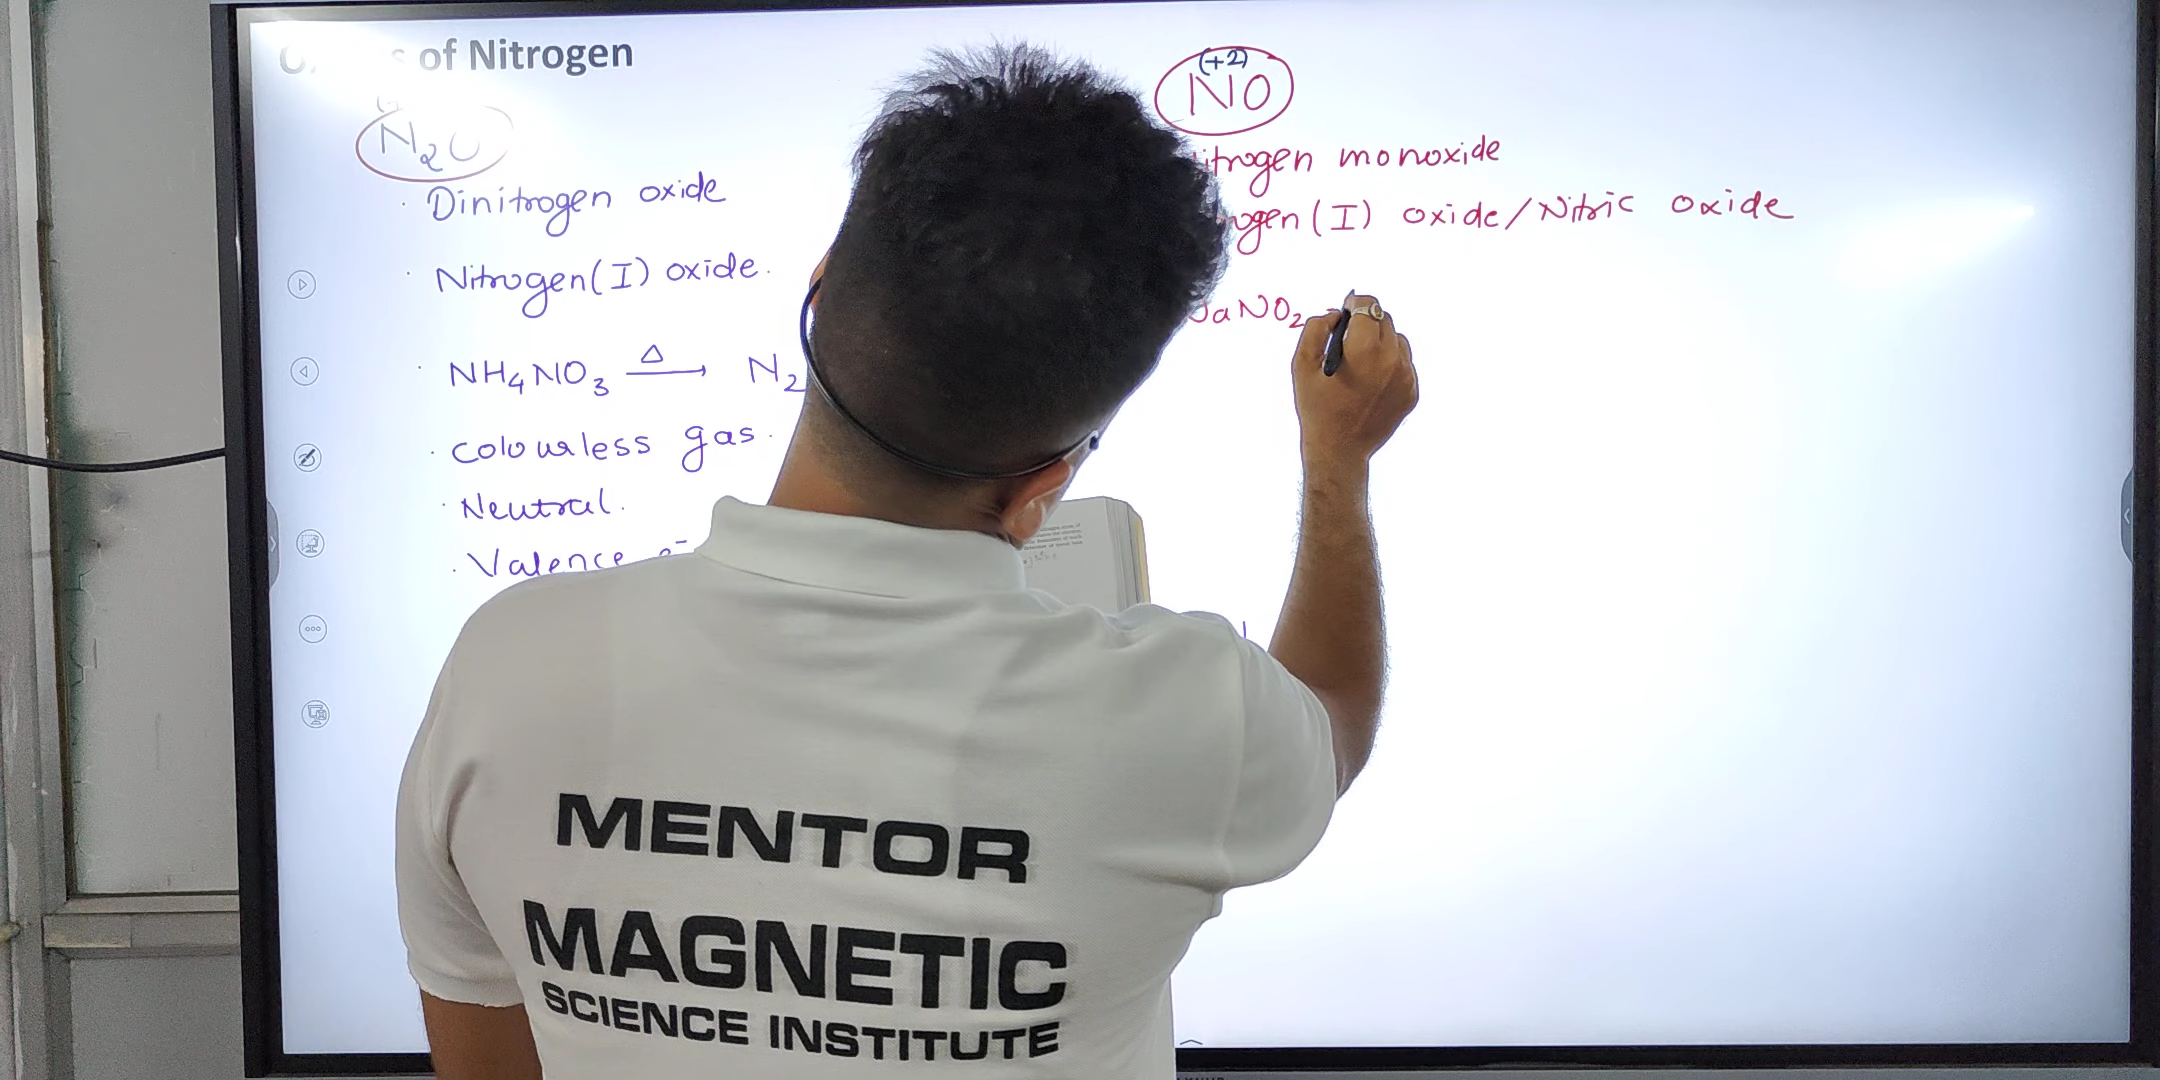 of Nitrogen
N₂O
· Dinitrogen oxide
· Nitrogen(I) oxide.
· NH₄NO₃ △→ N₂
· colourless gas.
· Neutral.
· Valence e⁻
(+2)
NO
itrogen monoxide
ogen(I) oxide/Nitric oxide
NaNO₂
MENTOR
MAGNETIC
SCIENCE INSTITUTE